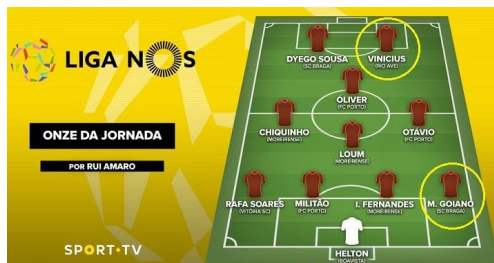 LIGA NOS
ONZE DA JORNADA
POR RUI AMARO
SPORT•TV
DYEGO SOUSA
(SC BRAGA)
VINICIUS
(RIO AVE)
ÓLIVER
(FC PORTO)
CHIQUINHO
(MOREIRENSE)
OTÁVIO
(FC PORTO)
LOUM
(MOREIRENSE)
RAFA SOARES
(VITÓRIA SC)
MILITÃO
(FC PORTO)
I. FERNANDES
(MOREIRENSE)
M. GOIANO
(SC BRAGA)
HELTON
(BOAVISTA)